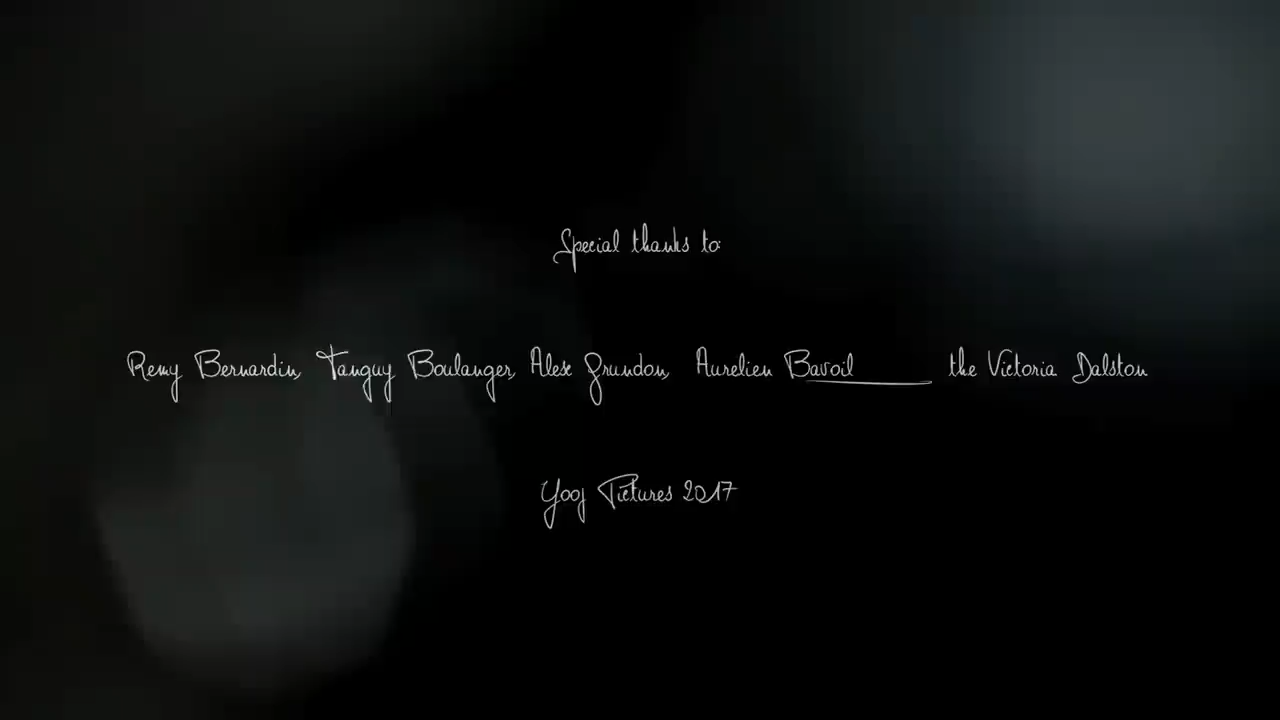 Special thanks to:
Remy Bernardin, Tanguy Boulanger, Alex Grundon, Aurelien Bavoil the Victoria Dalston
Yooj Pictures 2017